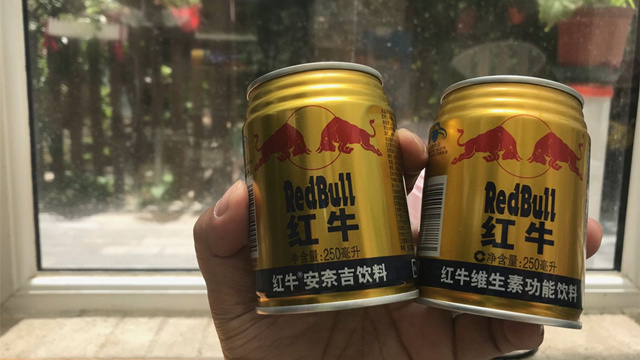 RedBull
红牛
净含量:250毫升
红牛®安奈吉饮料
RedBull
红牛
净含量:250毫升
红牛维生素功能饮料